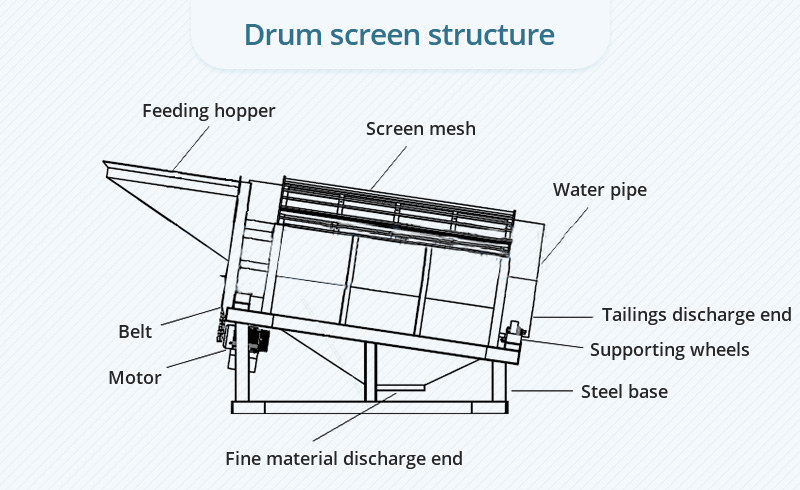 Drum screen structure
Feeding hopper
Screen mesh
Water pipe
Tailings discharge end
Belt
Supporting wheels
Motor
Steel base
Fine material discharge end